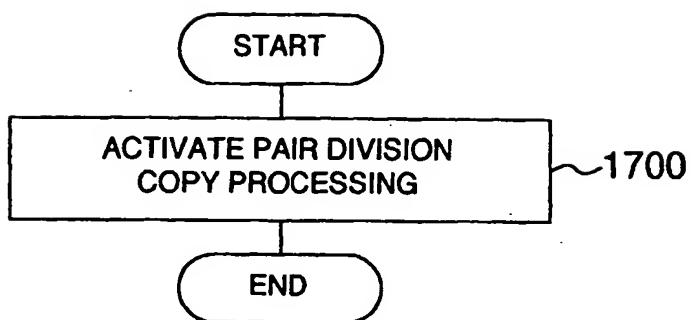 START
ACTIVATE PAIR DIVISION
COPY PROCESSING
1700
END